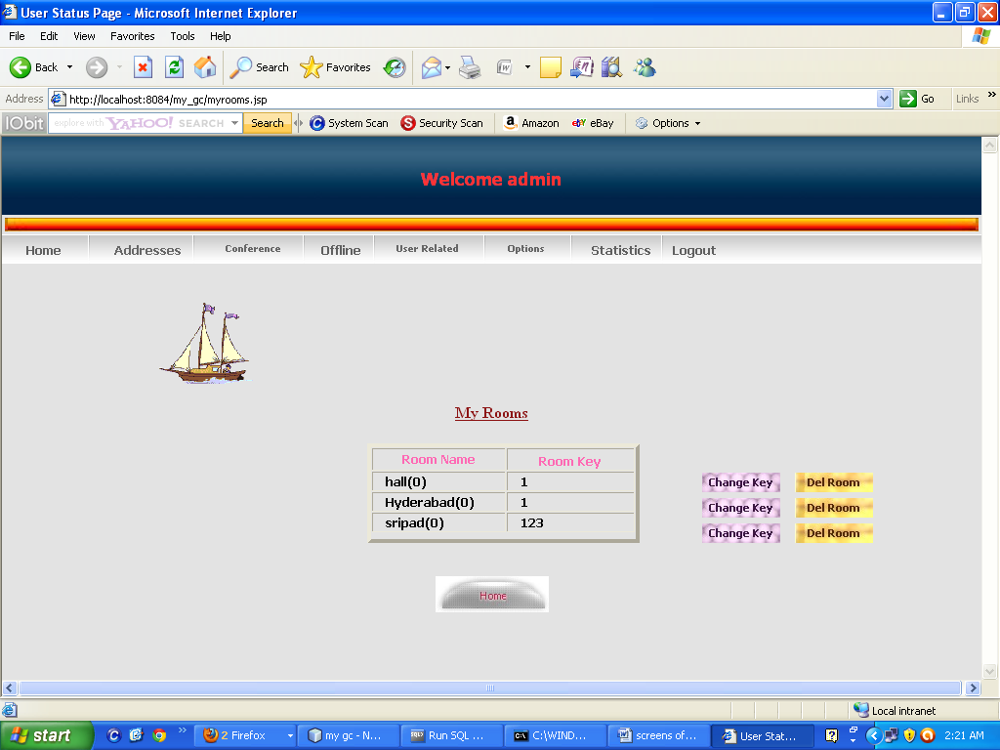 User Status Page - Microsoft Internet Explorer
File Edit View Favorites Tools Help
Back Search Favorites
Address http://localhost:8084/my_gc/myrooms.jsp Go Links »
IObit explore with YAHOO! SEARCH Search System Scan Security Scan Amazon eBay Options
Welcome admin
Home Addresses Conference Offline User Related Options Statistics Logout
My Rooms
Room Name Room Key
hall(0) 1 Change Key Del Room
Hyderabad(0) 1 Change Key Del Room
sripad(0) 123 Change Key Del Room
Home
Local intranet
start 2 Firefox my gc - N... Run SQL ... C:\WIND... screens of... User Stat... 2:21 AM